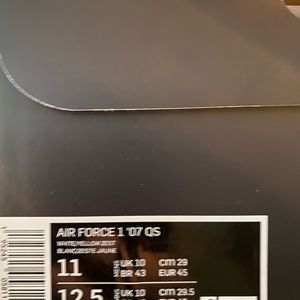 AIR FORCE 1 '07 QS
WHITE/YELLOW ZEST
BLANC/ZESTE JAUNE
11 UK 10 cm 29
BR 43 EUR 45
12.5 UK 10 cm 29.5